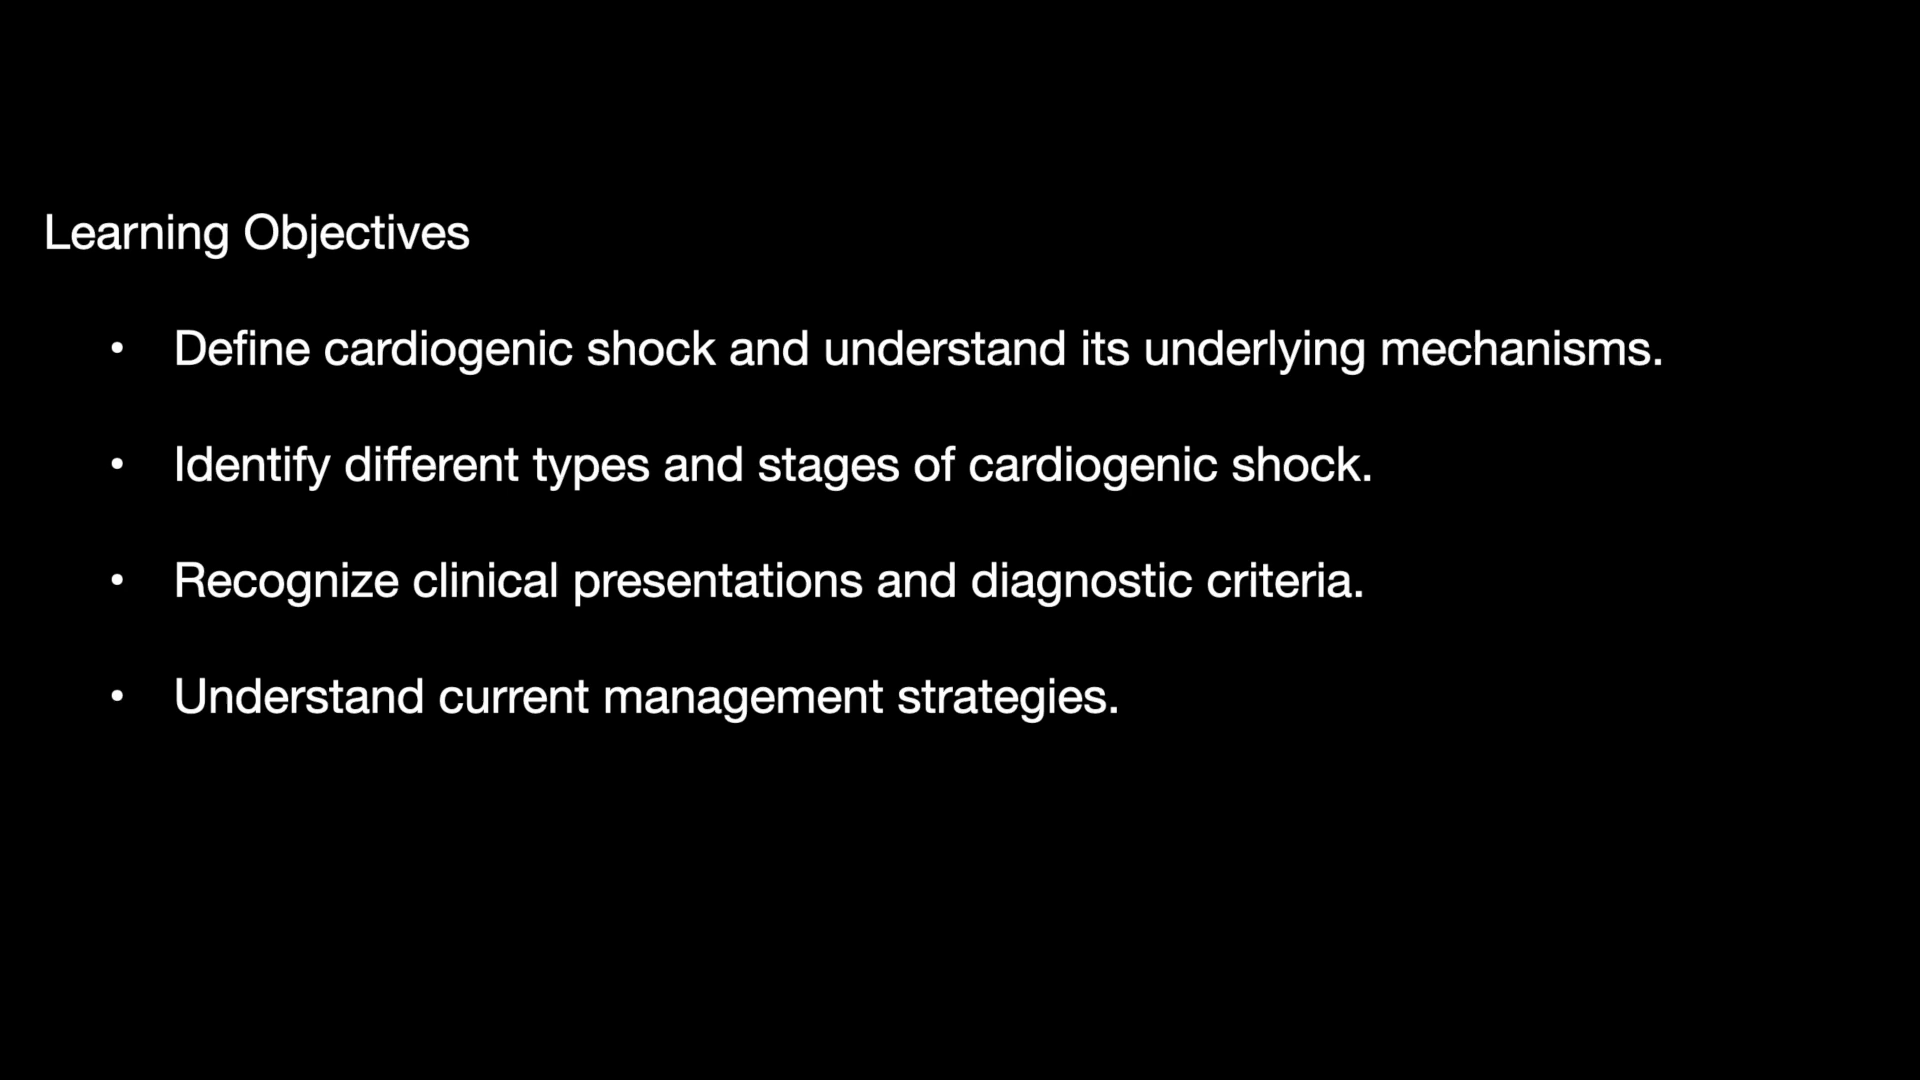 Learning Objectives
• Define cardiogenic shock and understand its underlying mechanisms.
• Identify different types and stages of cardiogenic shock.
• Recognize clinical presentations and diagnostic criteria.
• Understand current management strategies.